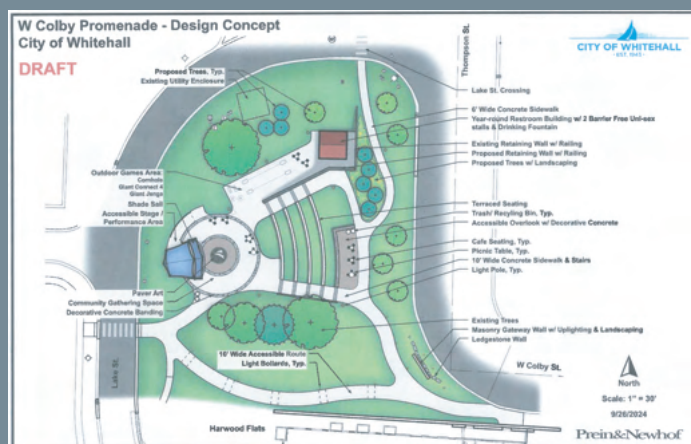 W Colby Promenade - Design Concept
City of Whitehall
DRAFT
CITY OF WHITEHALL
EST. 1942
Thompson St.
Proposed Trees, Typ.
Existing Utility Enclosure
Outdoor Games Area:
Cornhole
Giant Connect 4
Giant Jenga
Shade Sail
Accessible Stage /
Performance Area
Paver Art
Community Gathering Space
Decorative Concrete Banding
Lake St.
10' Wide Accessible Route
Light Bollards, Typ.
Harwood Flats
Lake St. Crossing
6' Wide Concrete Sidewalk
Year-round Restroom Building w/ 2 Barrier Free Uni-sex
stalls & Drinking Fountain
Existing Retaining Wall w/ Railing
Proposed Retaining Wall w/ Railing
Proposed Trees w/ Landscaping
Terraced Seating
Trash/ Recyling Bin, Typ.
Accessible Overlook w/ Decorative Concrete
Cafe Seating, Typ.
Picnic Table, Typ.
10' Wide Concrete Sidewalk & Stairs
Light Pole, Typ.
Existing Trees
Masonry Gateway Wall w/ Uplighting & Landscaping
Ledgestone Wall
W Colby St.
North
Scale: 1" = 30'
9/26/2024
Prein&Newhof